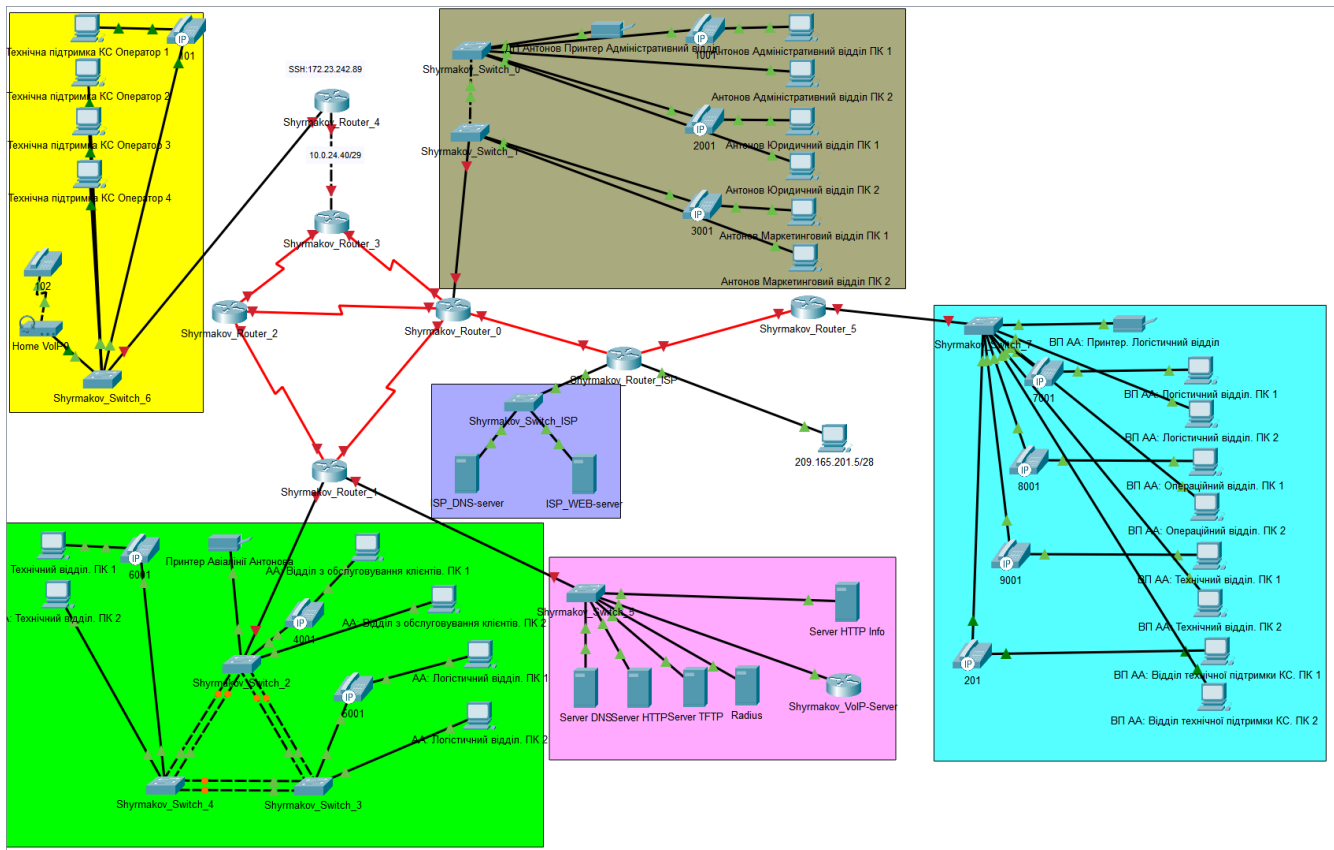 Технічна підтримка КС Оператор 1
101
Технічна підтримка КС Оператор 2
Технічна підтримка КС Оператор 3
Технічна підтримка КС Оператор 4
102
Home VoIP0
Shyrmakov_Switch_6
SSH:172.23.242.89
Shyrmakov_Router_4
10.0.24.40/29
Shyrmakov_Router_3
Shyrmakov_Router_2
Shyrmakov_Router_0
Shyrmakov_Router_ISP
Shyrmakov_Router_5
Shyrmakov_Router_1
ДП Антонов Принтер Адміністративний відділ
Shyrmakov_Switch_0
1001
Антонов Адміністративний відділ ПК 1
Антонов Адміністративний відділ ПК 2
Shyrmakov_Switch_1
2001
Антонов Юридичний відділ ПК 1
Антонов Юридичний відділ ПК 2
3001
Антонов Маркетинговий відділ ПК 1
Антонов Маркетинговий відділ ПК 2
Shyrmakov_Switch_ISP
ISP_DNS-server
ISP_WEB-server
209.165.201.5/28
Shyrmakov_Switch_7
ВП АА: Принтер. Логістичний відділ
7001
ВП АА: Логістичний відділ. ПК 1
ВП АА: Логістичний відділ. ПК 2
8001
ВП АА: Операційний відділ. ПК 1
ВП АА: Операційний відділ. ПК 2
9001
ВП АА: Технічний відділ. ПК 1
ВП АА: Технічний відділ. ПК 2
201
ВП АА: Відділ технічної підтримки КС. ПК 1
ВП АА: Відділ технічної підтримки КС. ПК 2
Технічний відділ. ПК 1
6001
Принтер Авіалінії Антонова
АА: Відділ з обслуговування клієнтів. ПК 1
А: Технічний відділ. ПК 2
4001
АА: Відділ з обслуговування клієнтів. ПК 2
Shyrmakov_Switch_2
АА: Логістичний відділ. ПК 1
5001
АА: Логістичний відділ. ПК 2
Shyrmakov_Switch_4
Shyrmakov_Switch_3
Shyrmakov_Switch_5
Server HTTP Info
Server DNS
Server HTTP
Server TFTP
Radius
Shyrmakov_VoIP-Server